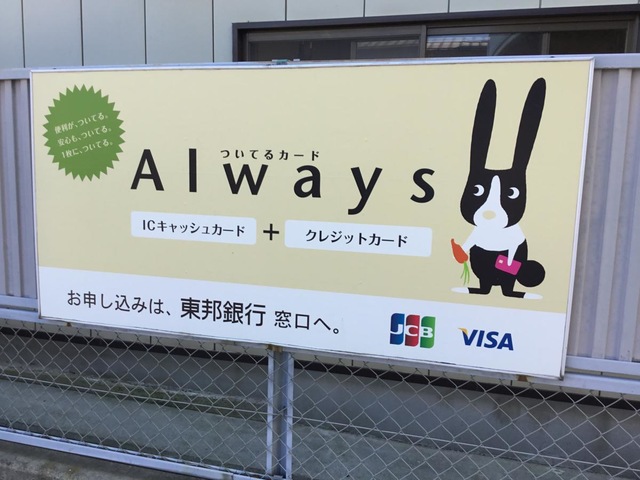 便利が、ついてる。
安心も、ついてる。
1枚に、ついてる。
ついてるカード
Always
ICキャッシュカード + クレジットカード
お申し込みは、東邦銀行 窓口へ。
JCB VISA